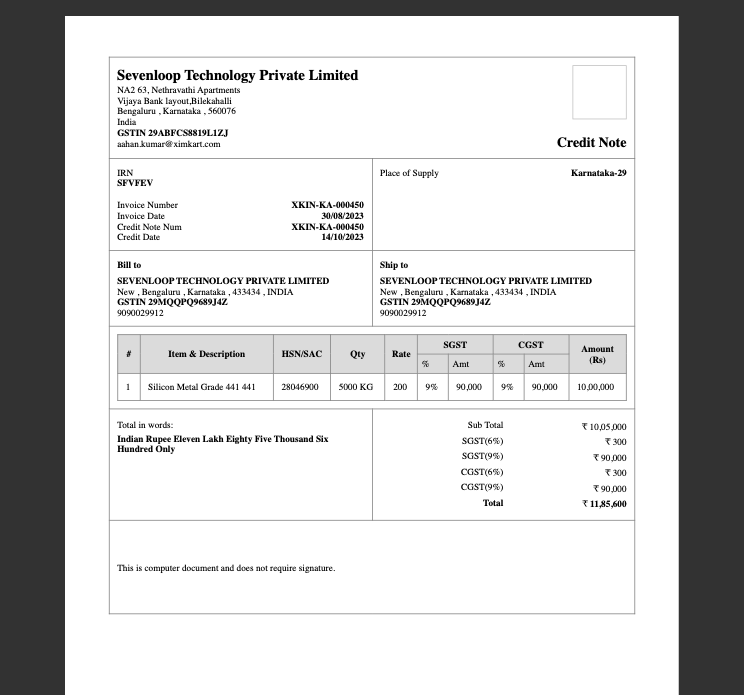 Sevenloop Technology Private Limited
NA2 63, Nethravathi Apartments
Vijaya Bank layout,Bilekahalli
Bengaluru , Karnataka , 560076
India
GSTIN 29ABFCS8819L1ZJ
aahan.kumar@ximkart.com
Credit Note
IRN
SFVFEV
Invoice Number XKIN-KA-000450
Invoice Date 30/08/2023
Credit Note Num XKIN-KA-000450
Credit Date 14/10/2023
Place of Supply Karnataka-29
Bill to
SEVENLOOP TECHNOLOGY PRIVATE LIMITED
New , Bengaluru , Karnataka , 433434 , INDIA
GSTIN 29MQQPQ9689J4Z
9090029912
Ship to
SEVENLOOP TECHNOLOGY PRIVATE LIMITED
New , Bengaluru , Karnataka , 433434 , INDIA
GSTIN 29MQQPQ9689J4Z
9090029912
# Item & Description HSN/SAC Qty Rate SGST CGST Amount (Rs)
% Amt % Amt
1 Silicon Metal Grade 441 441 28046900 5000 KG 200 9% 90,000 9% 90,000 10,00,000
Total in words:
Indian Rupee Eleven Lakh Eighty Five Thousand Six
Hundred Only
Sub Total ₹ 10,05,000
SGST(6%) ₹ 300
SGST(9%) ₹ 90,000
CGST(6%) ₹ 300
CGST(9%) ₹ 90,000
Total ₹ 11,85,600
This is computer document and does not require signature.